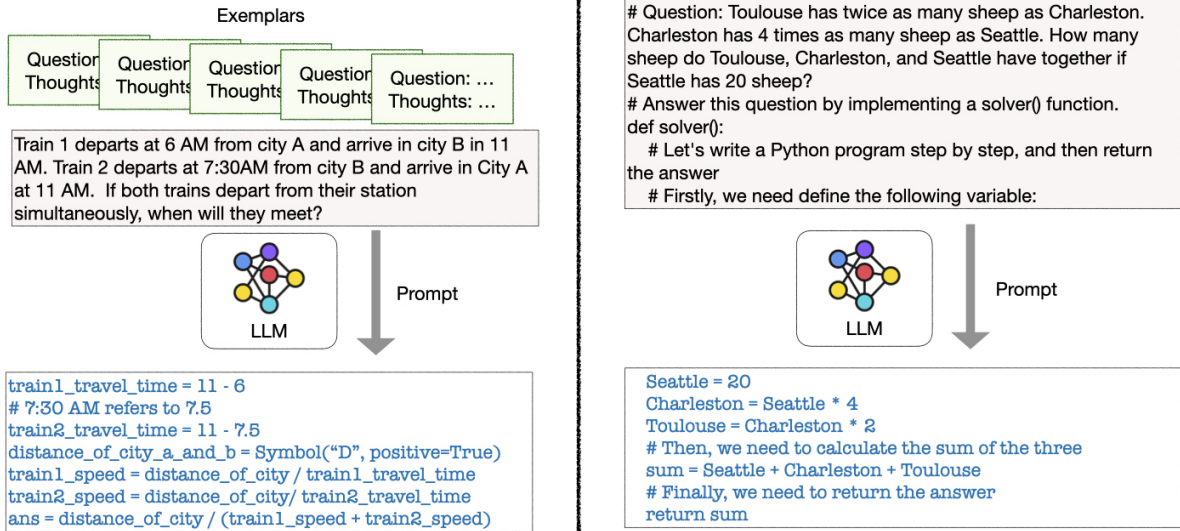 Exemplars
Question
Thoughts
Question
Thoughts
Question
Thoughts
Question
Thoughts
Question: ...
Thoughts: ...
Train 1 departs at 6 AM from city A and arrive in city B in 11
AM. Train 2 departs at 7:30AM from city B and arrive in City A
at 11 AM. If both trains depart from their station
simultaneously, when will they meet?
LLM
Prompt
train1_travel_time = 11 - 6
# 7:30 AM refers to 7.5
train2_travel_time = 11 - 7.5
distance_of_city_a_and_b = Symbol(“D”, positive=True)
train1_speed = distance_of_city / train1_travel_time
train2_speed = distance_of_city/ train2_travel_time
ans = distance_of_city / (train1_speed + train2_speed)
# Question: Toulouse has twice as many sheep as Charleston.
Charleston has 4 times as many sheep as Seattle. How many
sheep do Toulouse, Charleston, and Seattle have together if
Seattle has 20 sheep?
# Answer this question by implementing a solver() function.
def solver():
# Let's write a Python program step by step, and then return
the answer
# Firstly, we need define the following variable:
LLM
Prompt
Seattle = 20
Charleston = Seattle * 4
Toulouse = Charleston * 2
# Then, we need to calculate the sum of the three
sum = Seattle + Charleston + Toulouse
# Finally, we need to return the answer
return sum